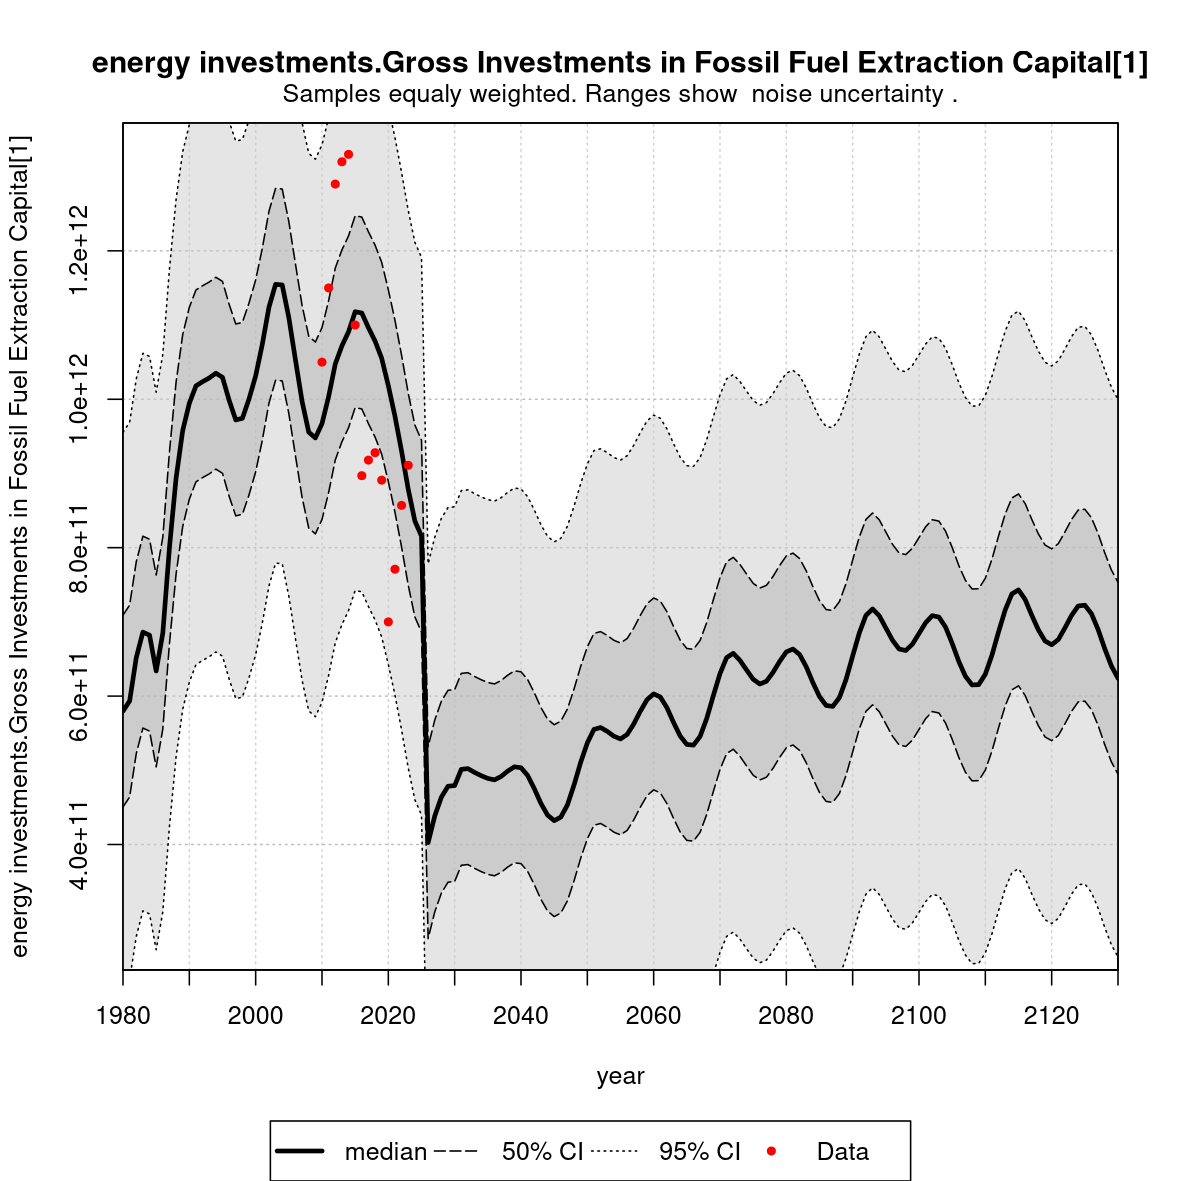 energy investments.Gross Investments in Fossil Fuel Extraction Capital[1]
Samples equaly weighted. Ranges show  noise uncertainty .
energy investments.Gross Investments in Fossil Fuel Extraction Capital[1]
1.2e+12
1.0e+12
8.0e+11
6.0e+11
4.0e+11
1980 2000 2020 2040 2060 2080 2100 2120
year
median 50% CI 95% CI Data